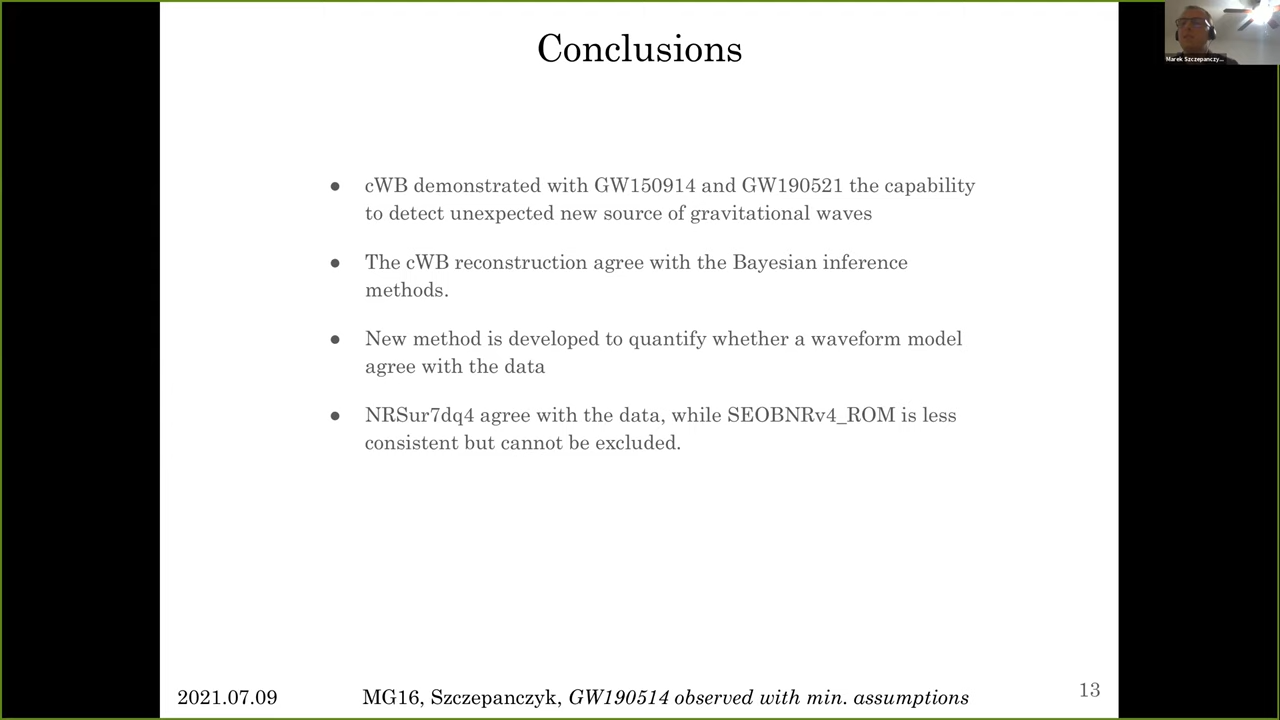 Conclusions
Marek Szczepanczy...
● cWB demonstrated with GW150914 and GW190521 the capability
to detect unexpected new source of gravitational waves
● The cWB reconstruction agree with the Bayesian inference
methods.
● New method is developed to quantify whether a waveform model
agree with the data
● NRSur7dq4 agree with the data, while SEOBNRv4_ROM is less
consistent but cannot be excluded.
2021.07.09
MG16, Szczepanczyk, GW190514 observed with min. assumptions
13